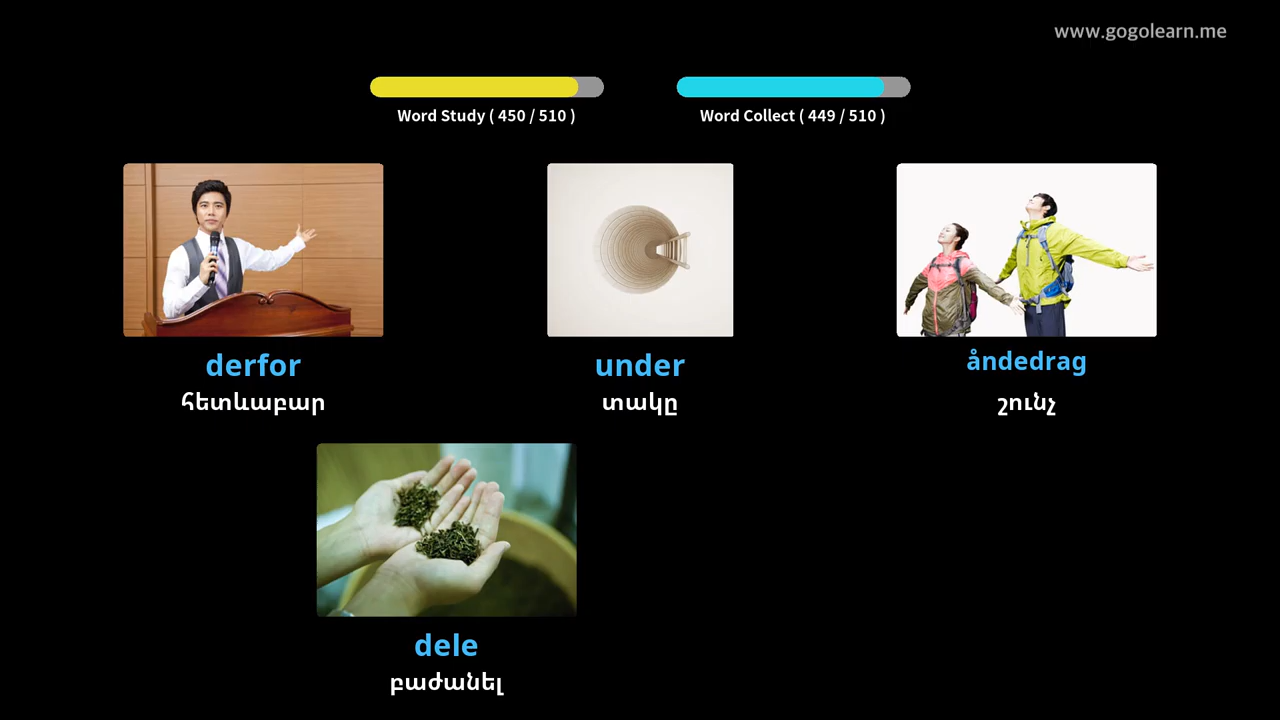 www.gogolearn.me
Word Study ( 450 / 510 )
Word Collect ( 449 / 510 )
derfor
հետևաբար
under
տակը
åndedrag
շունչ
dele
բաժանել